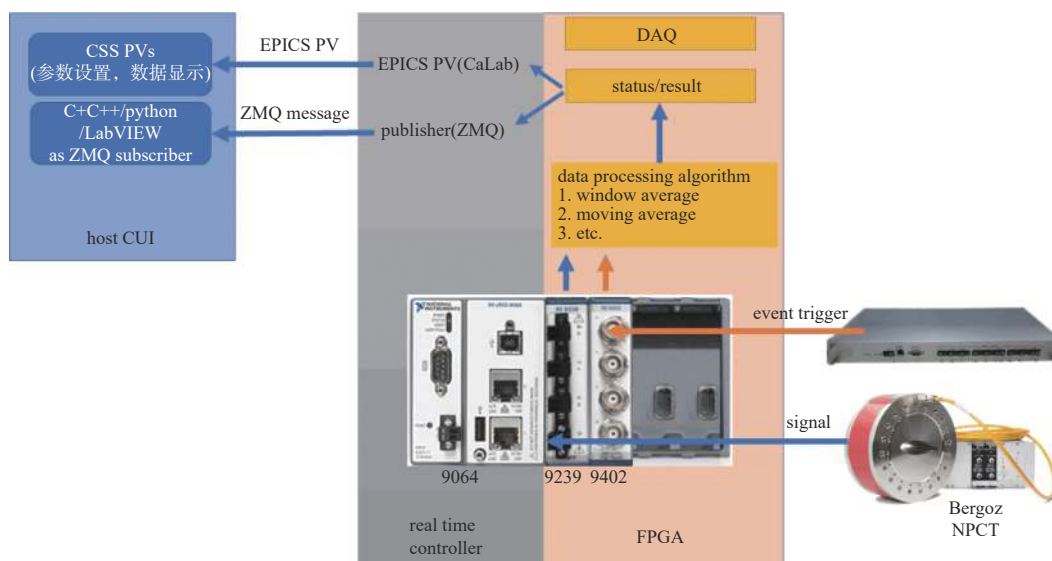 CSS PVs
(参数设置，数据显示)
C+C++/python
/LabVIEW
as ZMQ subscriber
host CUI
EPICS PV
ZMQ message
EPICS PV(CaLab)
publisher(ZMQ)
DAQ
status/result
data processing algorithm
1. window average
2. moving average
3. etc.
event trigger
signal
9064
9239
9402
Bergoz
NPCT
real time
controller
FPGA